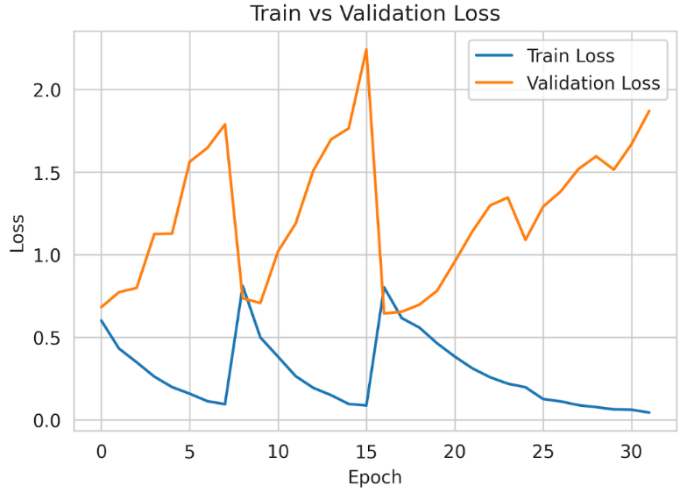 Train vs Validation Loss
Train Loss
Validation Loss
2.0
1.5
1.0
0.5
0.0
Loss
0 5 10 15 20 25 30
Epoch